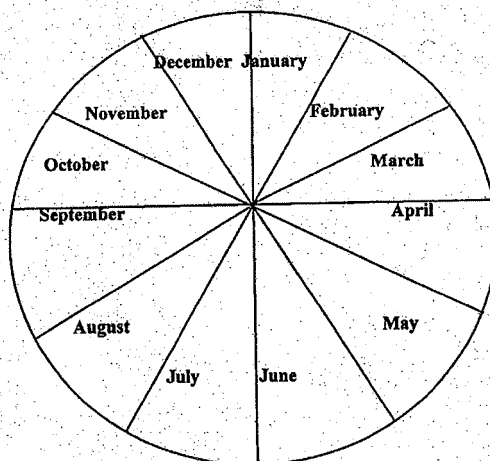 December January
November
February
October
March
September
April
August
May
July
June